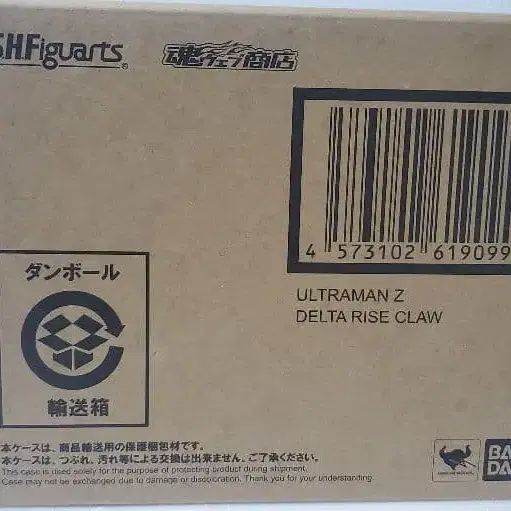 S.H.Figuarts®
魂ウェブ商店
4 573102 619099
ULTRAMAN Z
DELTA RISE CLAW
ダンボール
輸送箱
本ケースは、商品輸送用の保護梱包材です。
本ケースは、つぶれ、汚れ等による交換は出来ません。ご了承ください。
This case is used solely for the purpose of protecting product during shipment.
Case may not be exchanged due to damage or discoloration. Thank you for your understanding.
BA
DA